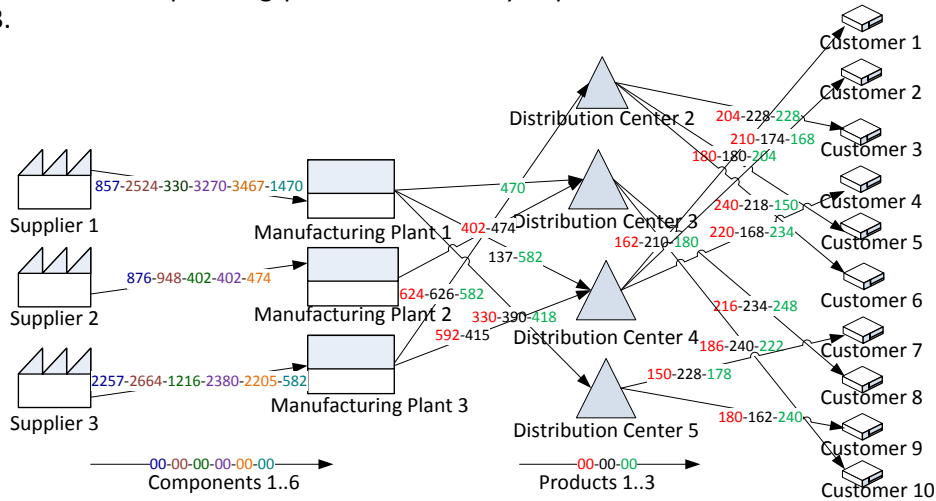 3.
Customer 1
Customer 2
Distribution Center 2
204-228-228
210-174-168
Customer 3
180-180-204
857-2524-330-3270-3467-1470
470
Supplier 1
Manufacturing Plant 1
402-474
Distribution Center 3
240-218-150
Customer 4
220-168-234
162-210-180
Customer 5
137-582
876-948-402-402-474
624-626-582
Customer 6
Supplier 2
Manufacturing Plant 2
330-390-418
216-234-248
592-415
Distribution Center 4
186-240-222
Customer 7
150-228-178
2257-2664-1216-2380-2205-582
Customer 8
Manufacturing Plant 3
180-162-240
Supplier 3
Distribution Center 5
Customer 9
00-00-00-00-00-00
Components 1..6
00-00-00
Products 1..3
Customer 10